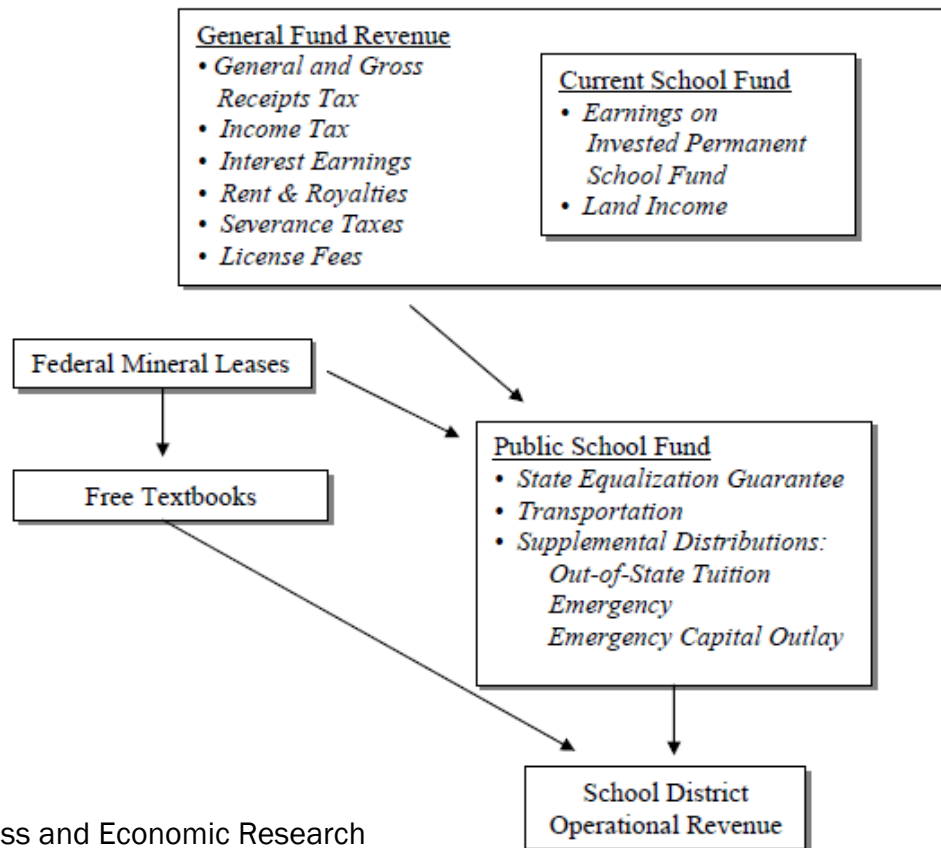 General Fund Revenue
• General and Gross
Receipts Tax
• Income Tax
• Interest Earnings
• Rent & Royalties
• Severance Taxes
• License Fees
Current School Fund
• Earnings on
Invested Permanent
School Fund
• Land Income
Federal Mineral Leases
Free Textbooks
Public School Fund
• State Equalization Guarantee
• Transportation
• Supplemental Distributions:
Out-of-State Tuition
Emergency
Emergency Capital Outlay
School District
Operational Revenue
ss and Economic Research